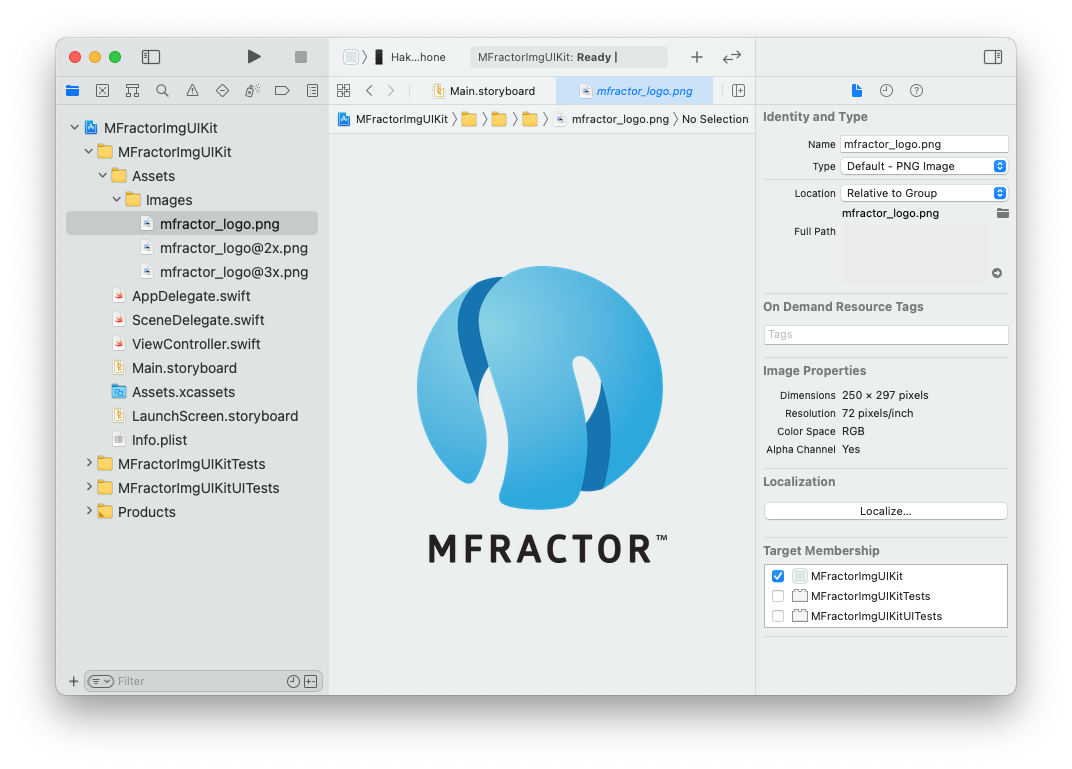 Hak...hone
MFractorImgUIKit: Ready |
Main.storyboard
mfractor_logo.png
MFractorImgUIKit
mfractor_logo.png
No Selection
MFractorImgUIKit
MFractorImgUIKit
Assets
Images
mfractor_logo.png
mfractor_logo@2x.png
mfractor_logo@3x.png
AppDelegate.swift
SceneDelegate.swift
ViewController.swift
Main.storyboard
Assets.xcassets
LaunchScreen.storyboard
Info.plist
MFractorImgUIKitTests
MFractorImgUIKitUITests
Products
Filter
MFRACTOR™
Identity and Type
Name mfractor_logo.png
Type Default - PNG Image
Location Relative to Group
mfractor_logo.png
Full Path
On Demand Resource Tags
Tags
Image Properties
Dimensions 250 × 297 pixels
Resolution 72 pixels/inch
Color Space RGB
Alpha Channel Yes
Localization
Localize...
Target Membership
MFractorImgUIKit
MFractorImgUIKitTests
MFractorImgUIKitUITests